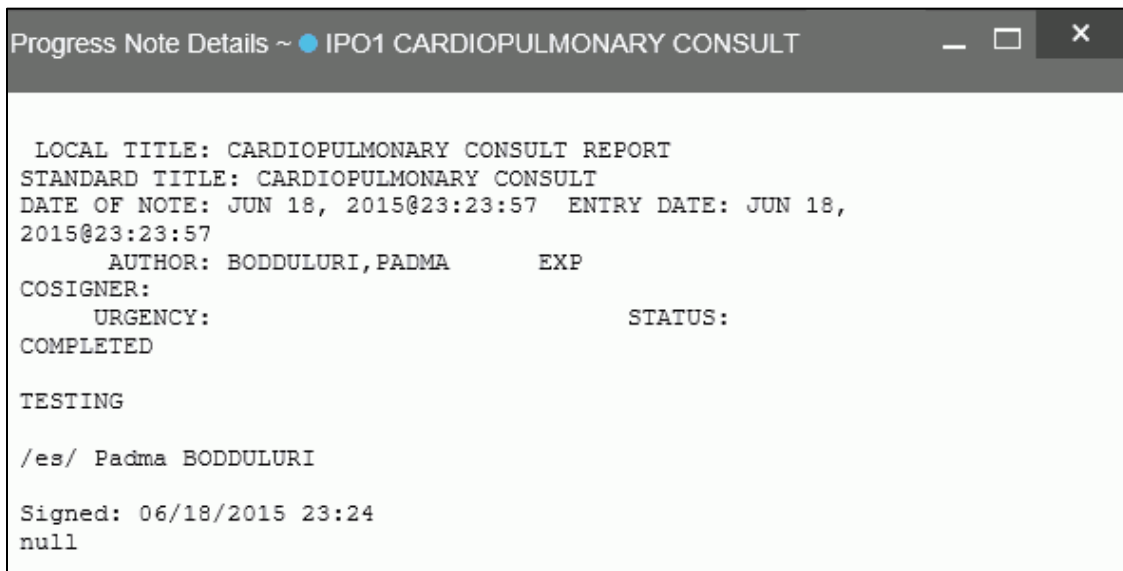 Progress Note Details ~ IPO1 CARDIOPULMONARY CONSULT
LOCAL TITLE: CARDIOPULMONARY CONSULT REPORT
STANDARD TITLE: CARDIOPULMONARY CONSULT
DATE OF NOTE: JUN 18, 2015@23:23:57 ENTRY DATE: JUN 18,
2015@23:23:57
AUTHOR: BODDULURI,PADMA EXP
COSIGNER:
URGENCY: STATUS:
COMPLETED
TESTING
/es/ Padma BODDULURI
Signed: 06/18/2015 23:24
null